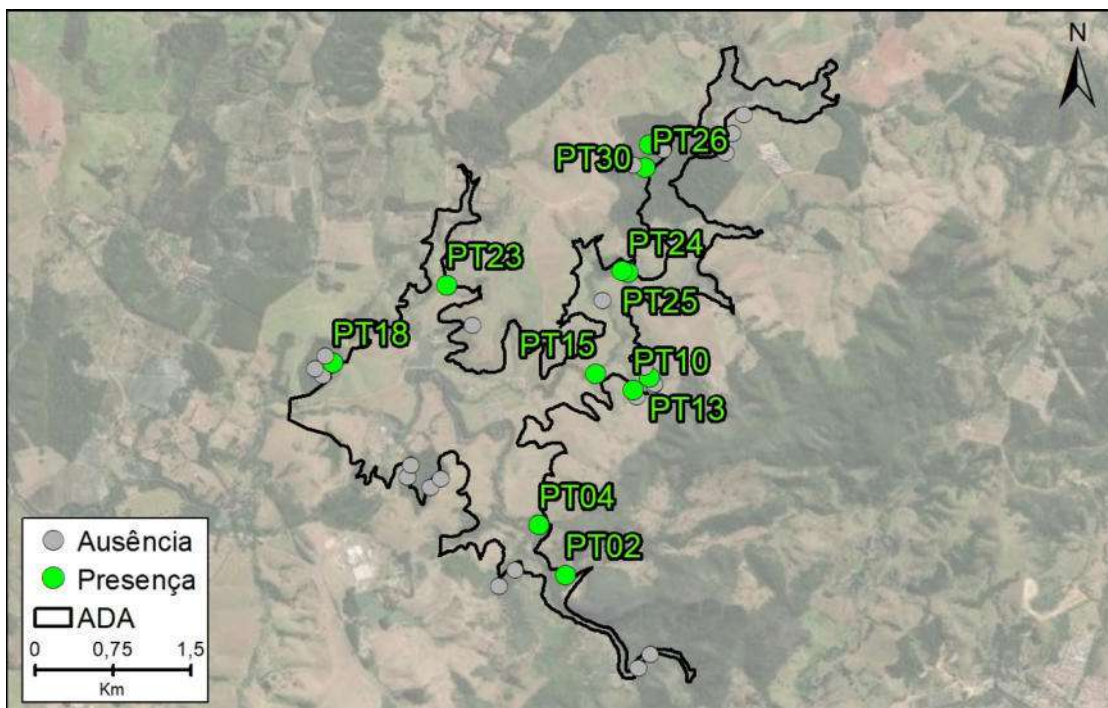 N
PT26
PT30
PT24
PT23
PT25
PT15
PT18
PT10
PT13
PT04
PT02
Ausência
Presença
ADA
0 0,75 1,5
Km